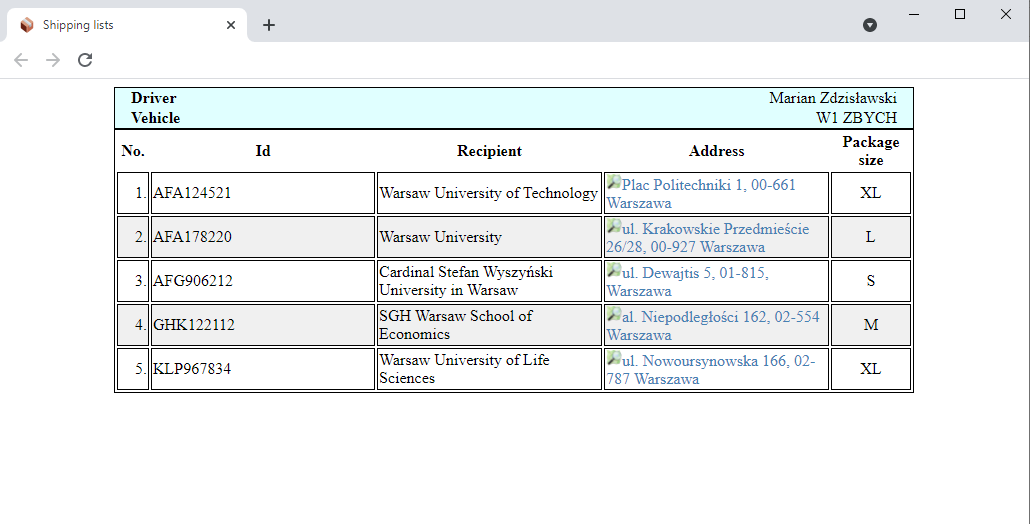 Shipping lists
Driver Marian Zdzisławski
Vehicle W1 ZBYCH
No. Id Recipient Address Package
size
1. AFA124521 Warsaw University of Technology Plac Politechniki 1, 00-661
Warszawa XL
2. AFA178220 Warsaw University ul. Krakowskie Przedmieście
26/28, 00-927 Warszawa L
3. AFG906212 Cardinal Stefan Wyszyński
University in Warsaw ul. Dewajtis 5, 01-815,
Warszawa S
4. GHK122112 SGH Warsaw School of
Economics al. Niepodległości 162, 02-554
Warszawa M
5. KLP967834 Warsaw University of Life
Sciences ul. Nowoursynowska 166, 02-
787 Warszawa XL